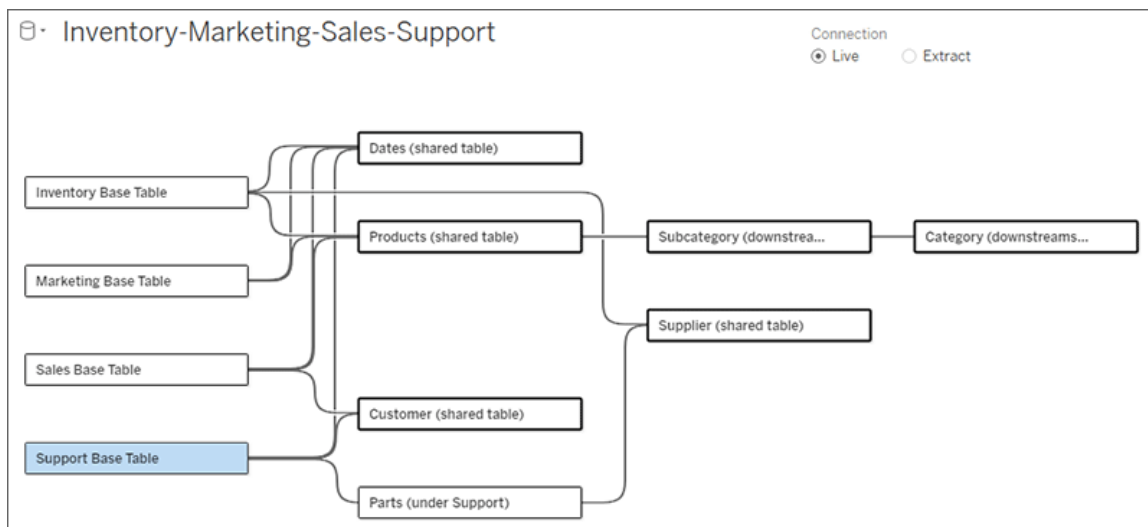 Inventory-Marketing-Sales-Support
Connection
Live
Extract
Dates (shared table)
Inventory Base Table
Products (shared table)
Subcategory (downstrea...
Category (downstreams...
Marketing Base Table
Supplier (shared table)
Sales Base Table
Customer (shared table)
Support Base Table
Parts (under Support)